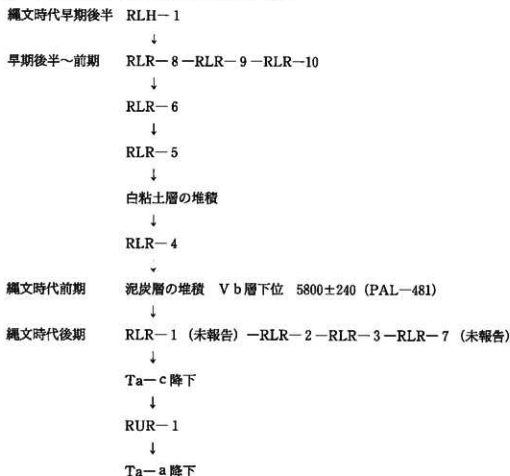 縄文時代早期後半 RLH－1
↓
早期後半～前期 RLR－8－RLR－9－RLR－10
↓
RLR－6
↓
RLR－5
↓
白粘土層の堆積
↓
RLR－4
↓
縄文時代前期 泥炭層の堆積 Ⅴb層下位 5800±240 (PAL－481)
↓
縄文時代後期 RLR－1 (未報告) －RLR－2－RLR－3－RLR－7 (未報告)
↓
Ta－c降下
↓
RUR－1
↓
Ta－a降下